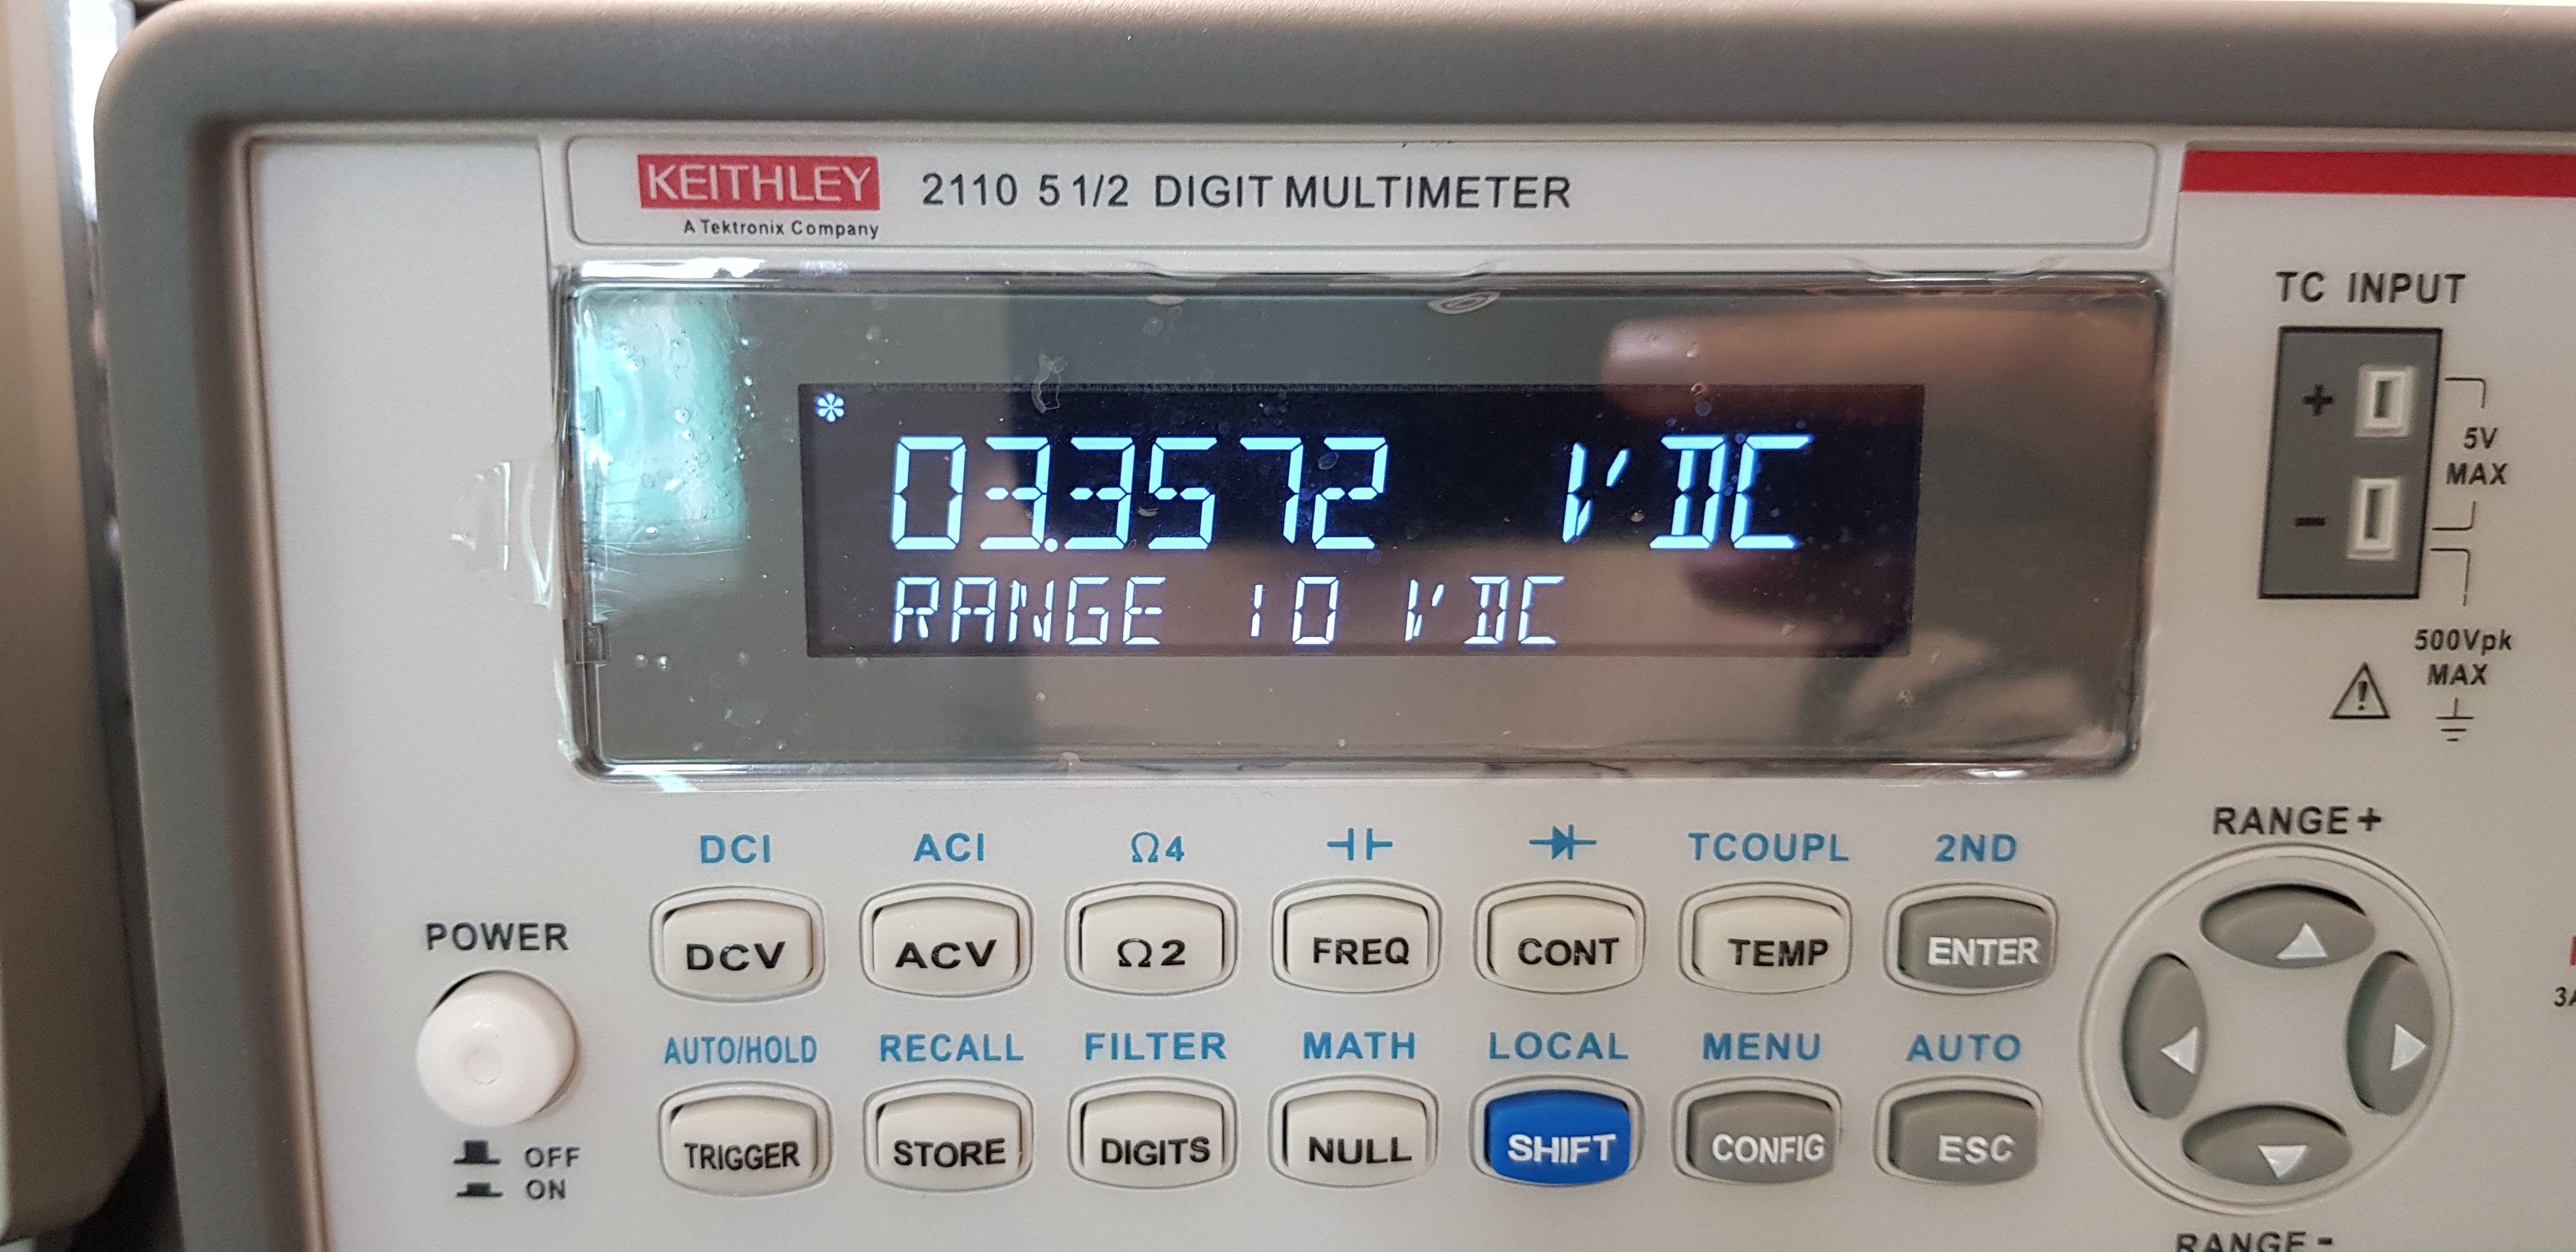 KEITHLEY 2110 5 1/2 DIGIT MULTIMETER
A Tektronix Company
TC INPUT
+
5V
MAX
-
500Vpk
MAX
* 03.3572 VDC
RANGE 10 VDC
POWER
OFF
ON
DCI ACI Ω4 TCOUPL 2ND
DCV ACV Ω2 FREQ CONT TEMP ENTER
AUTO/HOLD RECALL FILTER MATH LOCAL MENU AUTO
TRIGGER STORE DIGITS NULL SHIFT CONFIG ESC
RANGE+
RANGE-